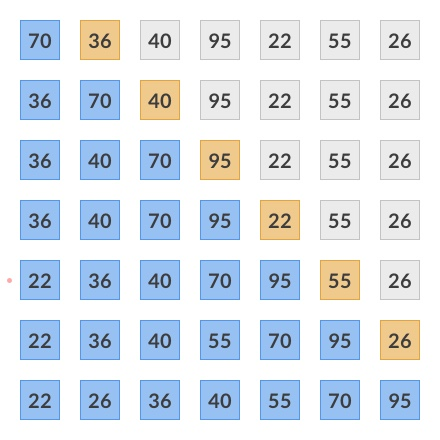 70 36 40 95 22 55 26
36 70 40 95 22 55 26
36 40 70 95 22 55 26
36 40 70 95 22 55 26
22 36 40 70 95 55 26
22 36 40 55 70 95 26
22 26 36 40 55 70 95